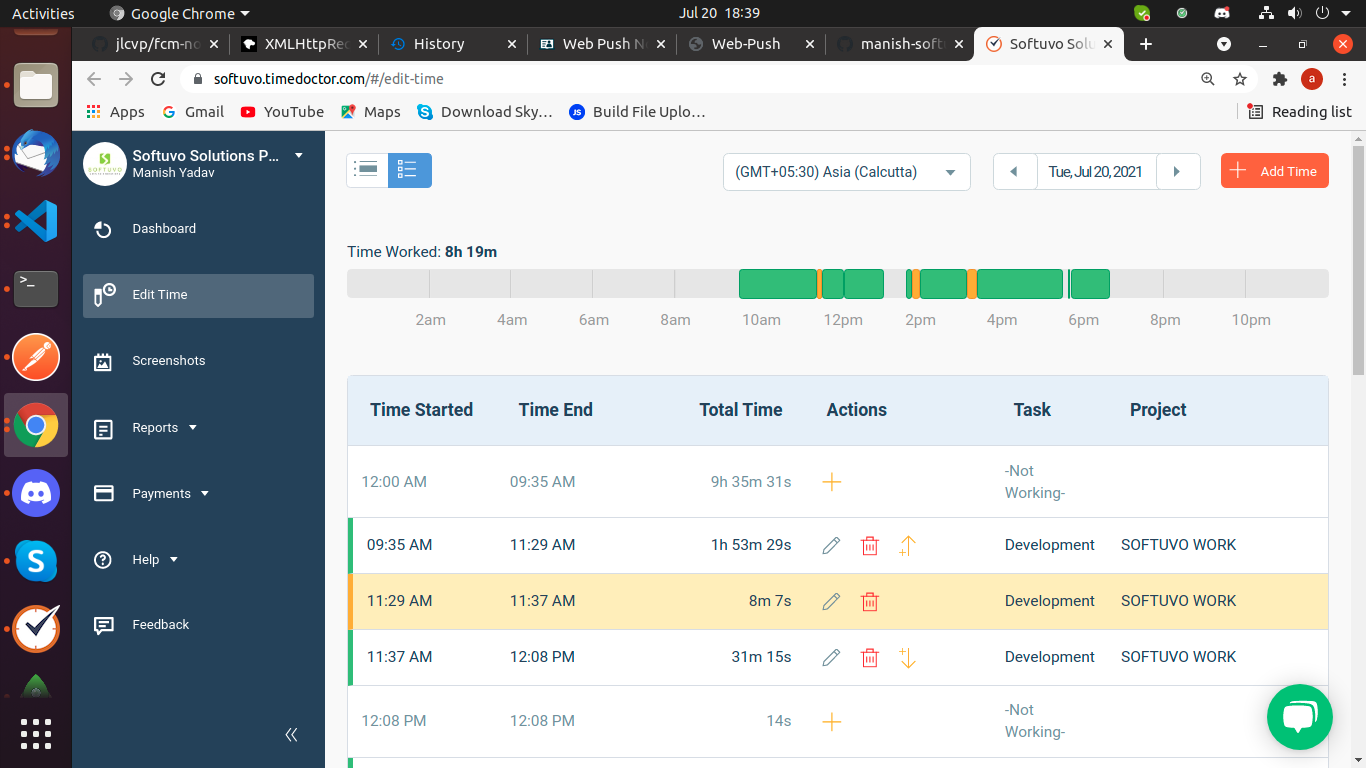 Activities
Google Chrome
Jul 20 18:39
jlcvp/fcm-no
XMLHttpRec
History
Web Push No
Web-Push
manish-soft
Softuvo Solu
softuvo.timedoctor.com/#/edit-time
a
Apps
Gmail
YouTube
Maps
Download Sky...
JS
Build File Uplo...
Reading list
Softuvo Solutions P...
Manish Yadav
SOFTUVO
(GMT+05:30) Asia (Calcutta)
Tue, Jul 20, 2021
Add Time
Dashboard
Edit Time
Screenshots
Reports
Payments
Help
Feedback
Time Worked: 8h 19m
2am 4am 6am 8am 10am 12pm 2pm 4pm 6pm 8pm 10pm
Time Started Time End Total Time Actions Task Project
12:00 AM 09:35 AM 9h 35m 31s -Not
Working-
09:35 AM 11:29 AM 1h 53m 29s Development SOFTUVO WORK
11:29 AM 11:37 AM 8m 7s Development SOFTUVO WORK
11:37 AM 12:08 PM 31m 15s Development SOFTUVO WORK
12:08 PM 12:08 PM 14s -Not
Working-